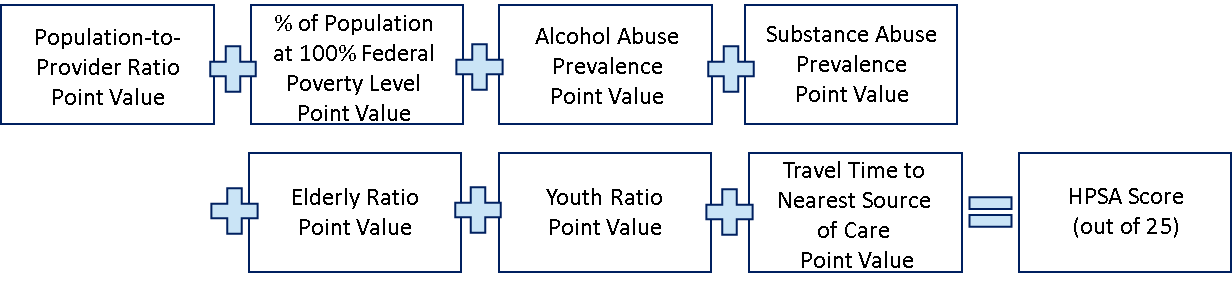 Population-to-
Provider Ratio
Point Value
% of Population
at 100% Federal
Poverty Level
Point Value
Alcohol Abuse
Prevalence
Point Value
Substance Abuse
Prevalence
Point Value
Elderly Ratio
Point Value
Youth Ratio
Point Value
Travel Time to
Nearest Source
of Care
Point Value
HPSA Score
(out of 25)